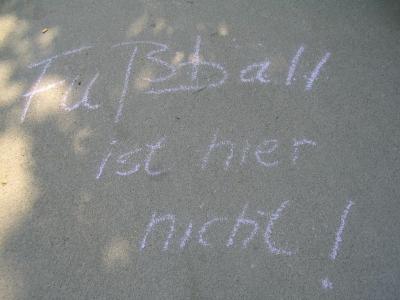 Fußball
ist hier
nicht!